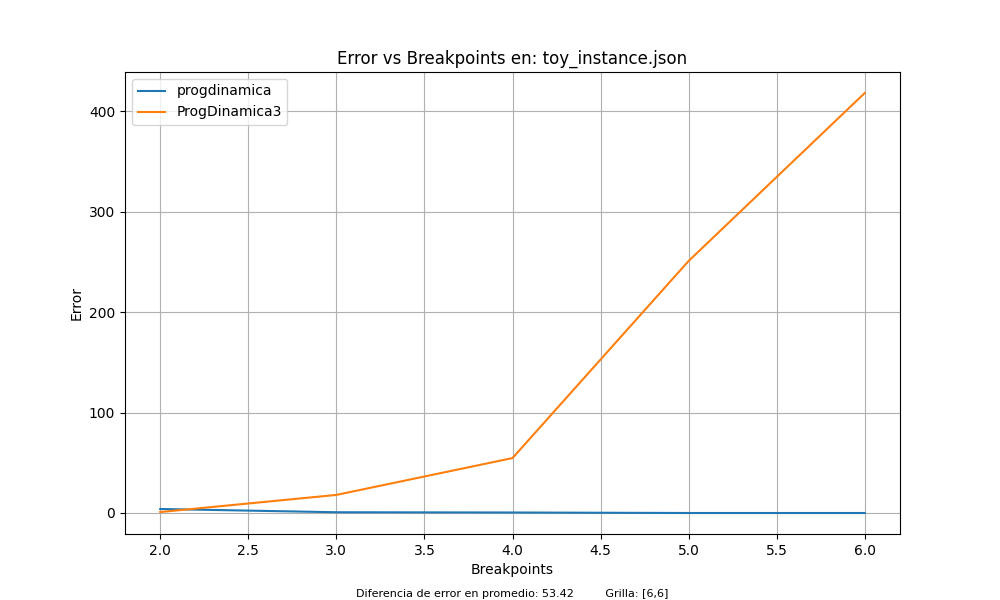 Error vs Breakpoints en: toy_instance.json
progdinamica
ProgDinamica3
Error
400
300
200
100
0
2.0 2.5 3.0 3.5 4.0 4.5 5.0 5.5 6.0
Breakpoints
Diferencia de error en promedio: 53.42 Grilla: [6,6]